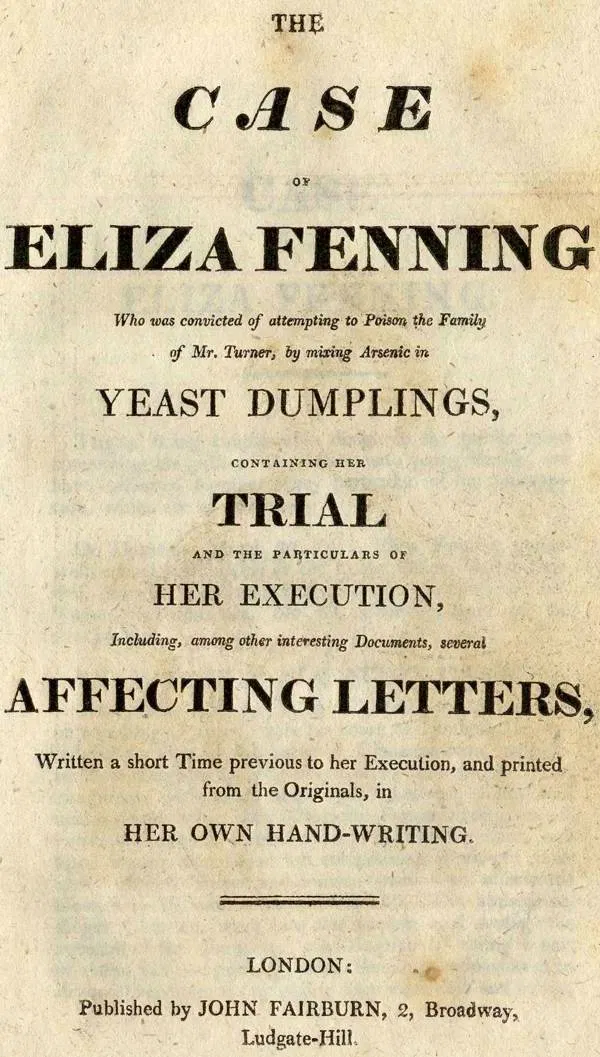 THE
CASE
OF
ELIZA FENNING
Who was convicted of attempting to Poison the Family
of Mr. Turner, by mixing Arsenic in
YEAST DUMPLINGS,
CONTAINING HER
TRIAL
AND THE PARTICULARS OF
HER EXECUTION,
Including, among other interesting Documents, several
AFFECTING LETTERS,
Written a short Time previous to her Execution, and printed
from the Originals, in
HER OWN HAND-WRITING.
LONDON:
Published by JOHN FAIRBURN, 2, Broadway,
Ludgate-Hill.